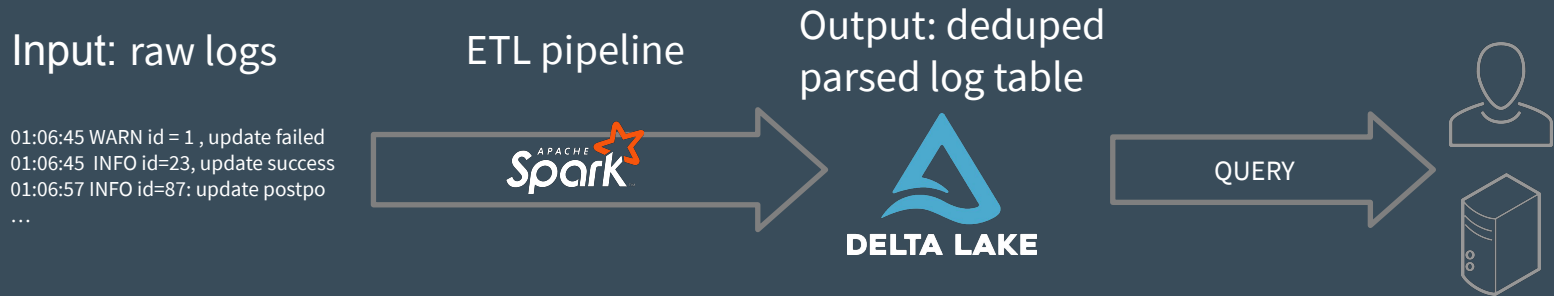 Input: raw logs
01:06:45 WARN id = 1 , update failed
01:06:45 INFO id=23, update success
01:06:57 INFO id=87: update postpo
…
ETL pipeline
APACHE
Spark
Output: deduped
parsed log table
DELTA LAKE
QUERY